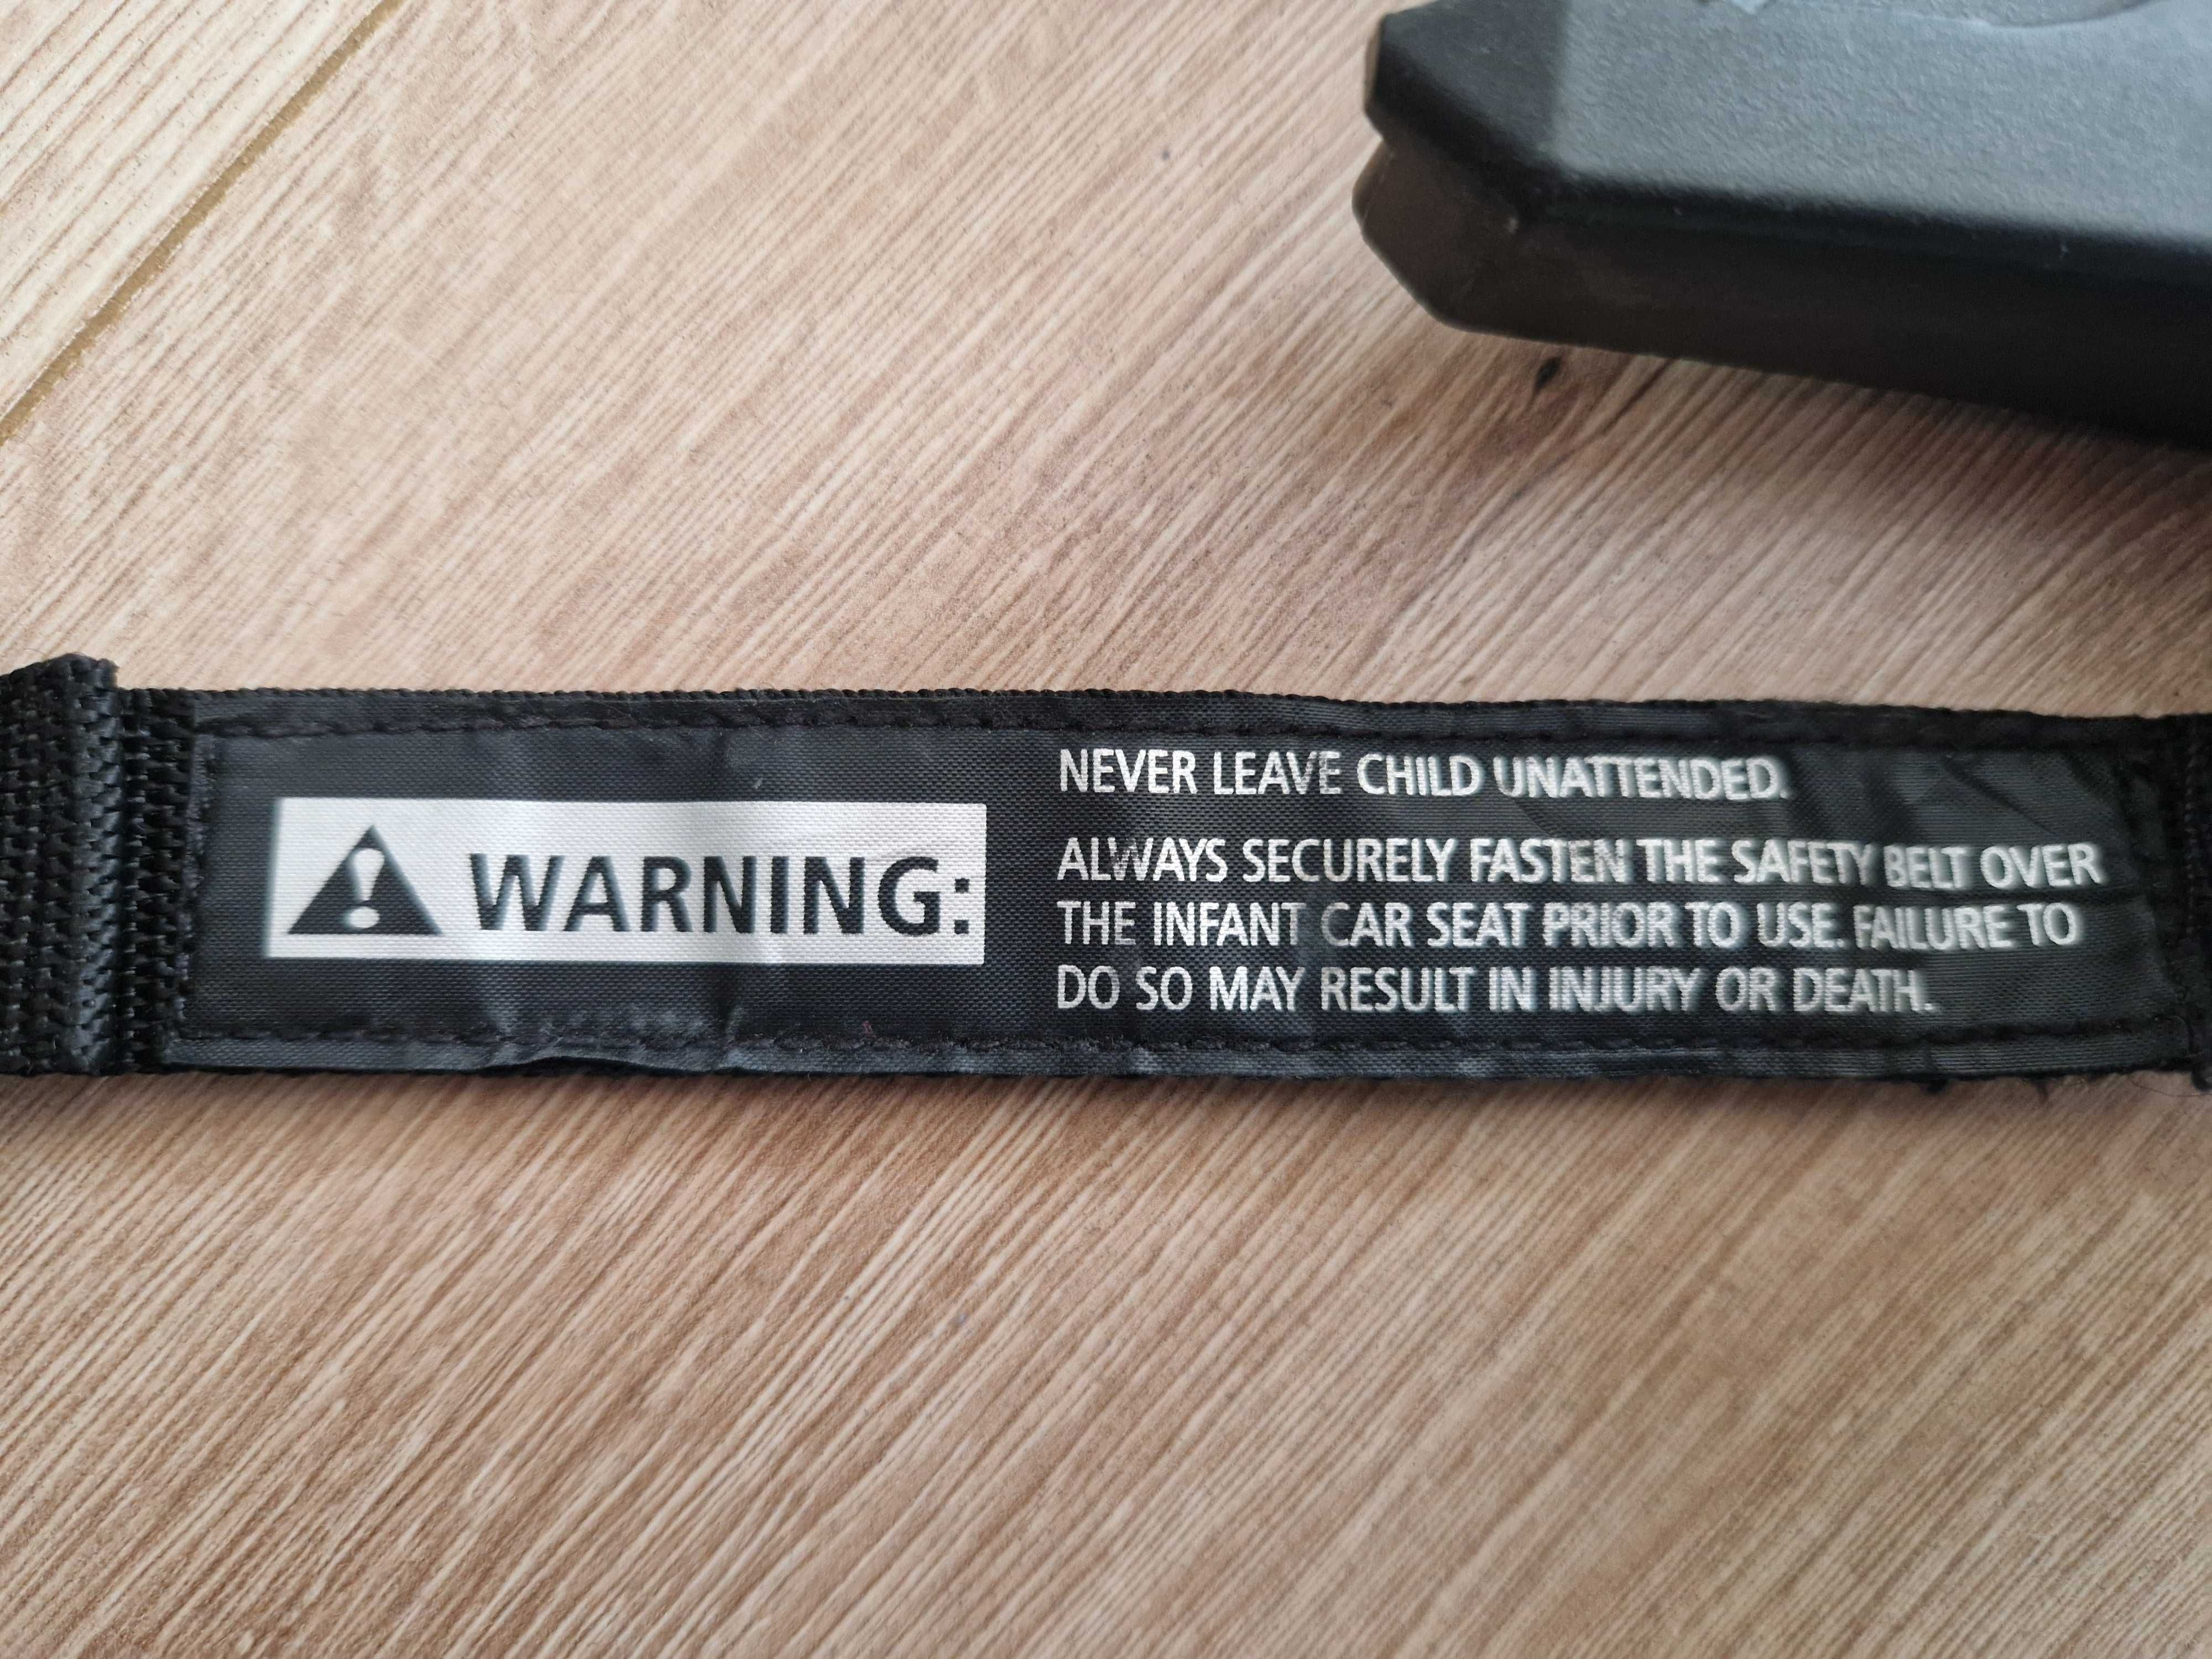 WARNING:
NEVER LEAVE CHILD UNATTENDED.
ALWAYS SECURELY FASTEN THE SAFETY BELT OVER
THE INFANT CAR SEAT PRIOR TO USE. FAILURE TO
DO SO MAY RESULT IN INJURY OR DEATH.